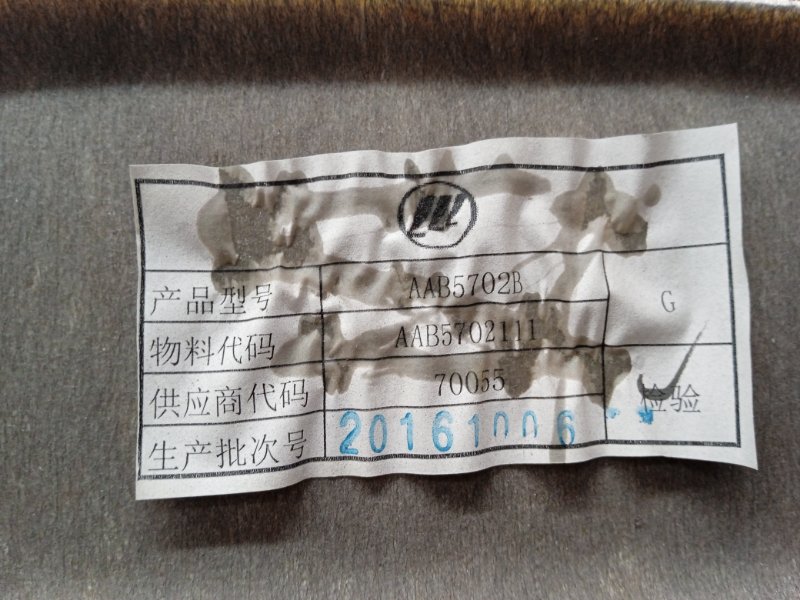 产品型号 AAB5702B G
物料代码 AAB5702111
供应商代码 70055 检验
生产批次号 20161006